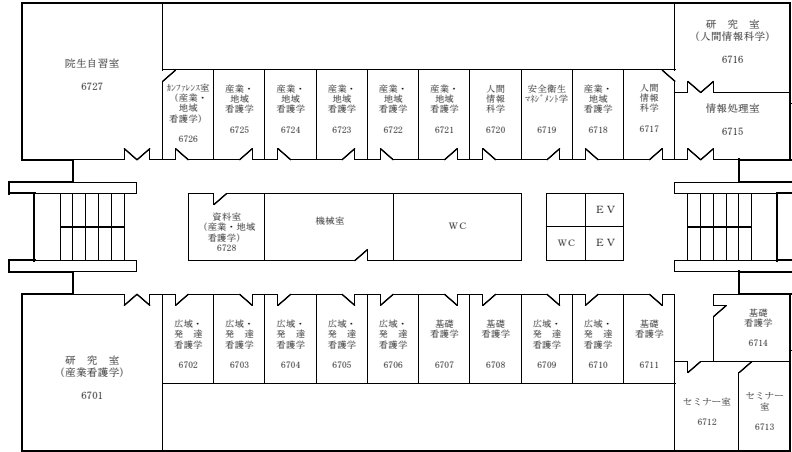 院生自習室
6727
カンファレンス室
(産業・
地域
看護学)
6726
産業・
地域
看護学
6725
産業・
地域
看護学
6724
産業・
地域
看護学
6723
産業・
地域
看護学
6722
産業・
地域
看護学
6721
人間
情報
科学
6720
安全衛生
マネジメント学
6719
産業・
地域
看護学
6718
人間
情報
科学
6717
研 究 室
(人間情報科学)
6716
情報処理室
6715
資料室
(産業・地域
看護学)
6728
機械室
WC
EV
WC
EV
研 究 室
(産業看護学)
6701
広域・
発 達
看護学
6702
広域・
発 達
看護学
6703
広域・
発 達
看護学
6704
広域・
発 達
看護学
6705
広域・
発 達
看護学
6706
基礎
看護学
6707
基礎
看護学
6708
広域・
発 達
看護学
6709
広域・
発 達
看護学
6710
基礎
看護学
6711
基礎
看護学
6714
セミナー室
6712
セミナー
室
6713